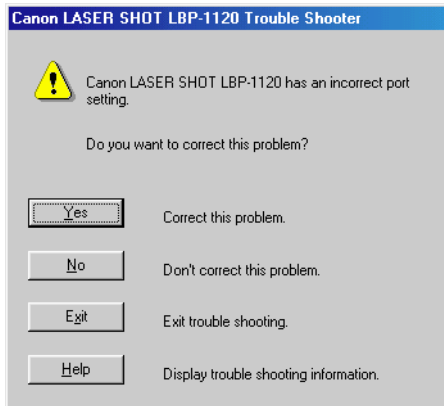 Canon LASER SHOT LBP-1120 Trouble Shooter
Canon LASER SHOT LBP-1120 has an incorrect port
setting.
Do you want to correct this problem?
Yes Correct this problem.
No Don't correct this problem.
Exit Exit trouble shooting.
Help Display trouble shooting information.